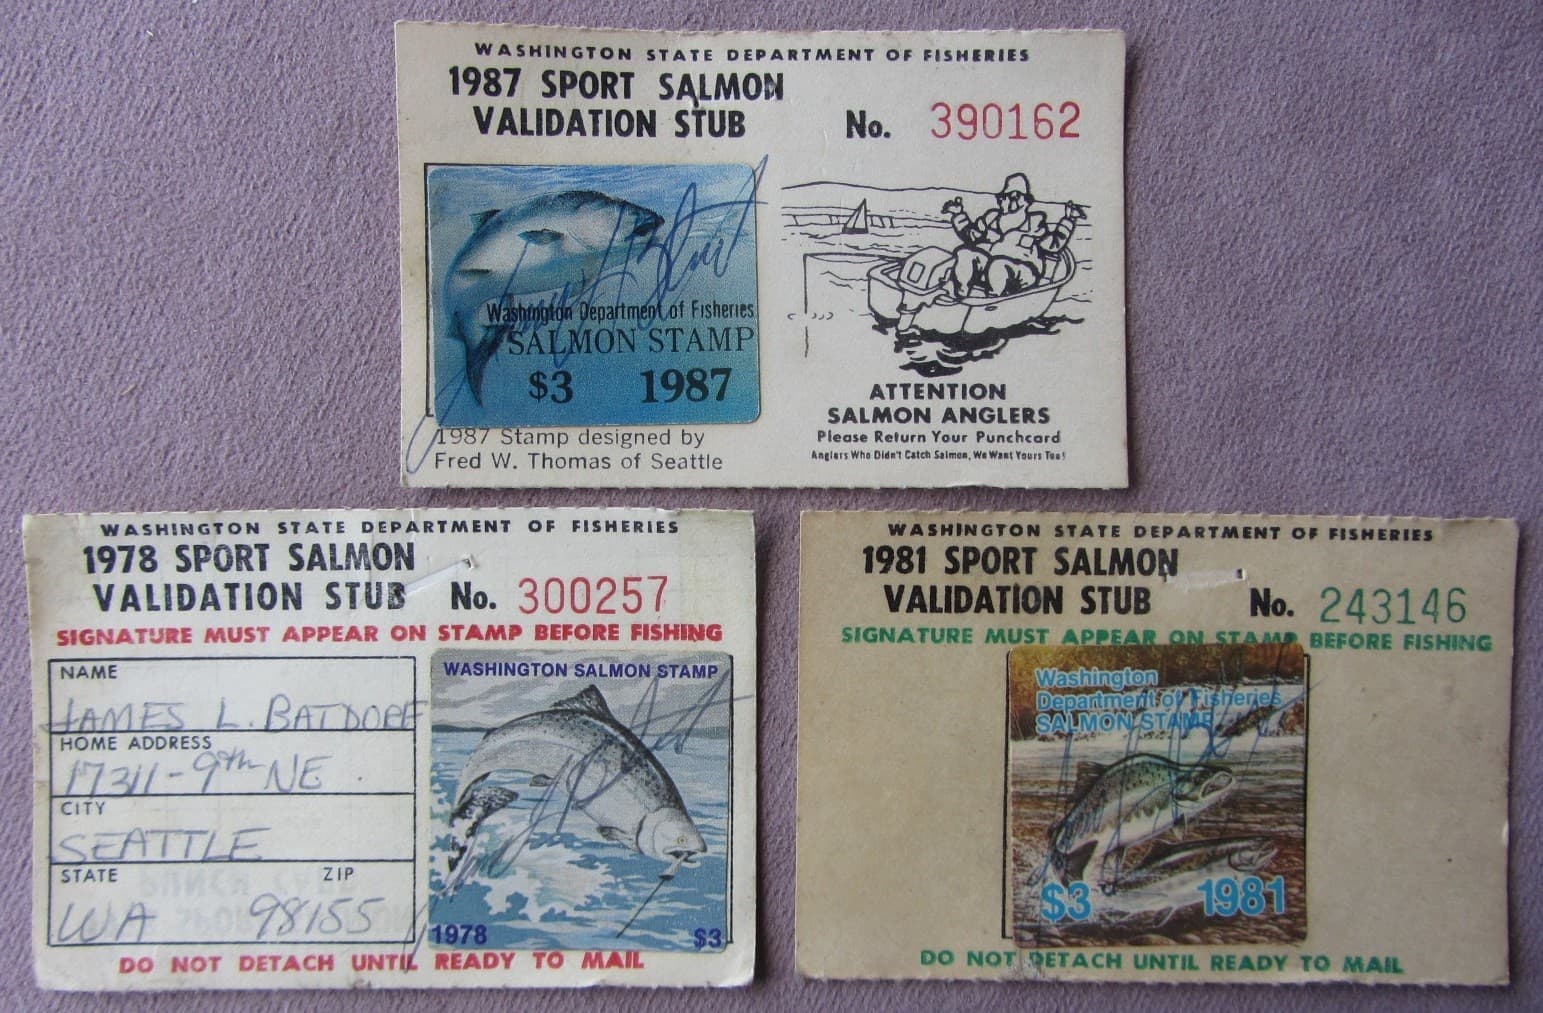 WASHINGTON STATE DEPARTMENT OF FISHERIES
1987 SPORT SALMON
VALIDATION STUB
No. 390162
Washington Department of Fisheries
SALMON STAMP
$3 1987
1987 Stamp designed by
Fred W. Thomas of Seattle
ATTENTION
SALMON ANGLERS
Please Return Your Punchcard
Anglers Who Didn't Catch Salmon, We Want Yours Too!
WASHINGTON STATE DEPARTMENT OF FISHERIES
1978 SPORT SALMON
VALIDATION STUB No. 300257
SIGNATURE MUST APPEAR ON STAMP BEFORE FISHING
NAME
JAMES L. BATDORF
HOME ADDRESS
17311-9th NE
CITY
SEATTLE
STATE ZIP
WA 98155
WASHINGTON SALMON STAMP
1978 $3
DO NOT DETACH UNTIL READY TO MAIL
WASHINGTON STATE DEPARTMENT OF FISHERIES
1981 SPORT SALMON
VALIDATION STUB No. 243146
SIGNATURE MUST APPEAR ON STAMP BEFORE FISHING
Washington
Department of Fisheries
SALMON STAMP
$3 1981
DO NOT DETACH UNTIL READY TO MAIL